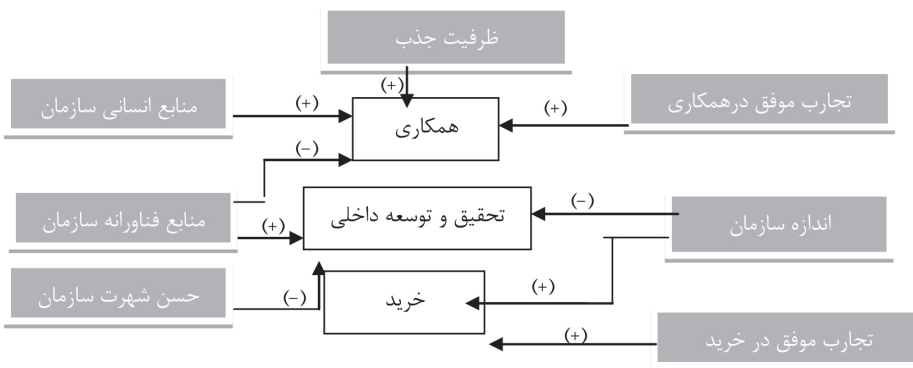 ظرفیت جذب
(+)
تجارب موفق درهمکاری
(+)
همکاری
(+)
منابع انسانی سازمان
(–)
اندازه سازمان
(–)
تحقیق و توسعه داخلی
(+)
منابع فناورانه سازمان
(+)
خرید
(–)
حسن شهرت سازمان
تجارب موفق در خرید
(+)